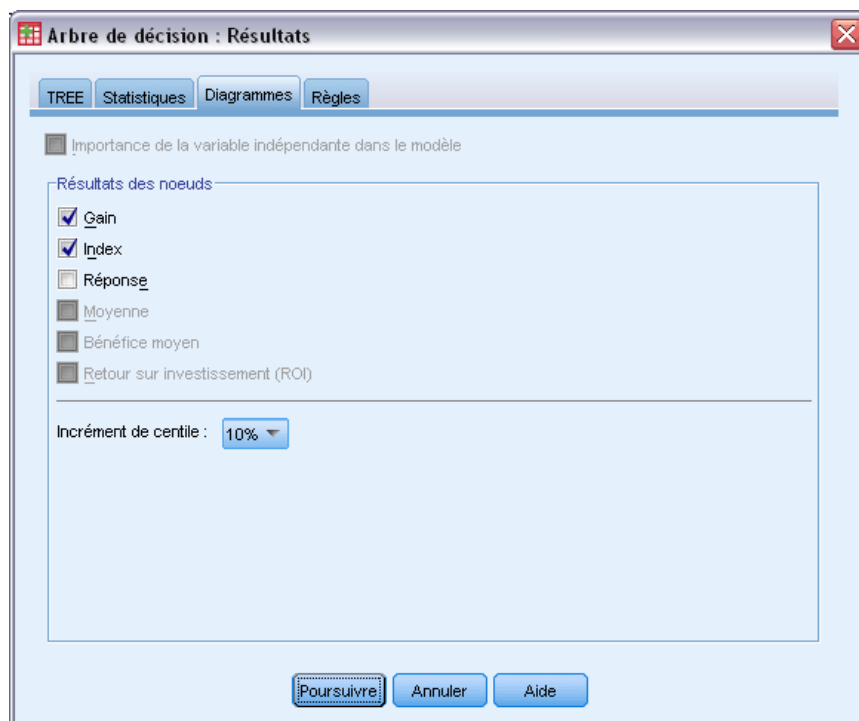 Arbre de décision : Résultats
TREE Statistiques Diagrammes Règles
Importance de la variable indépendante dans le modèle
Résultats des noeuds
Gain
Index
Réponse
Moyenne
Bénéfice moyen
Retour sur investissement (ROI)
Incrément de centile : 10%
Poursuivre Annuler Aide